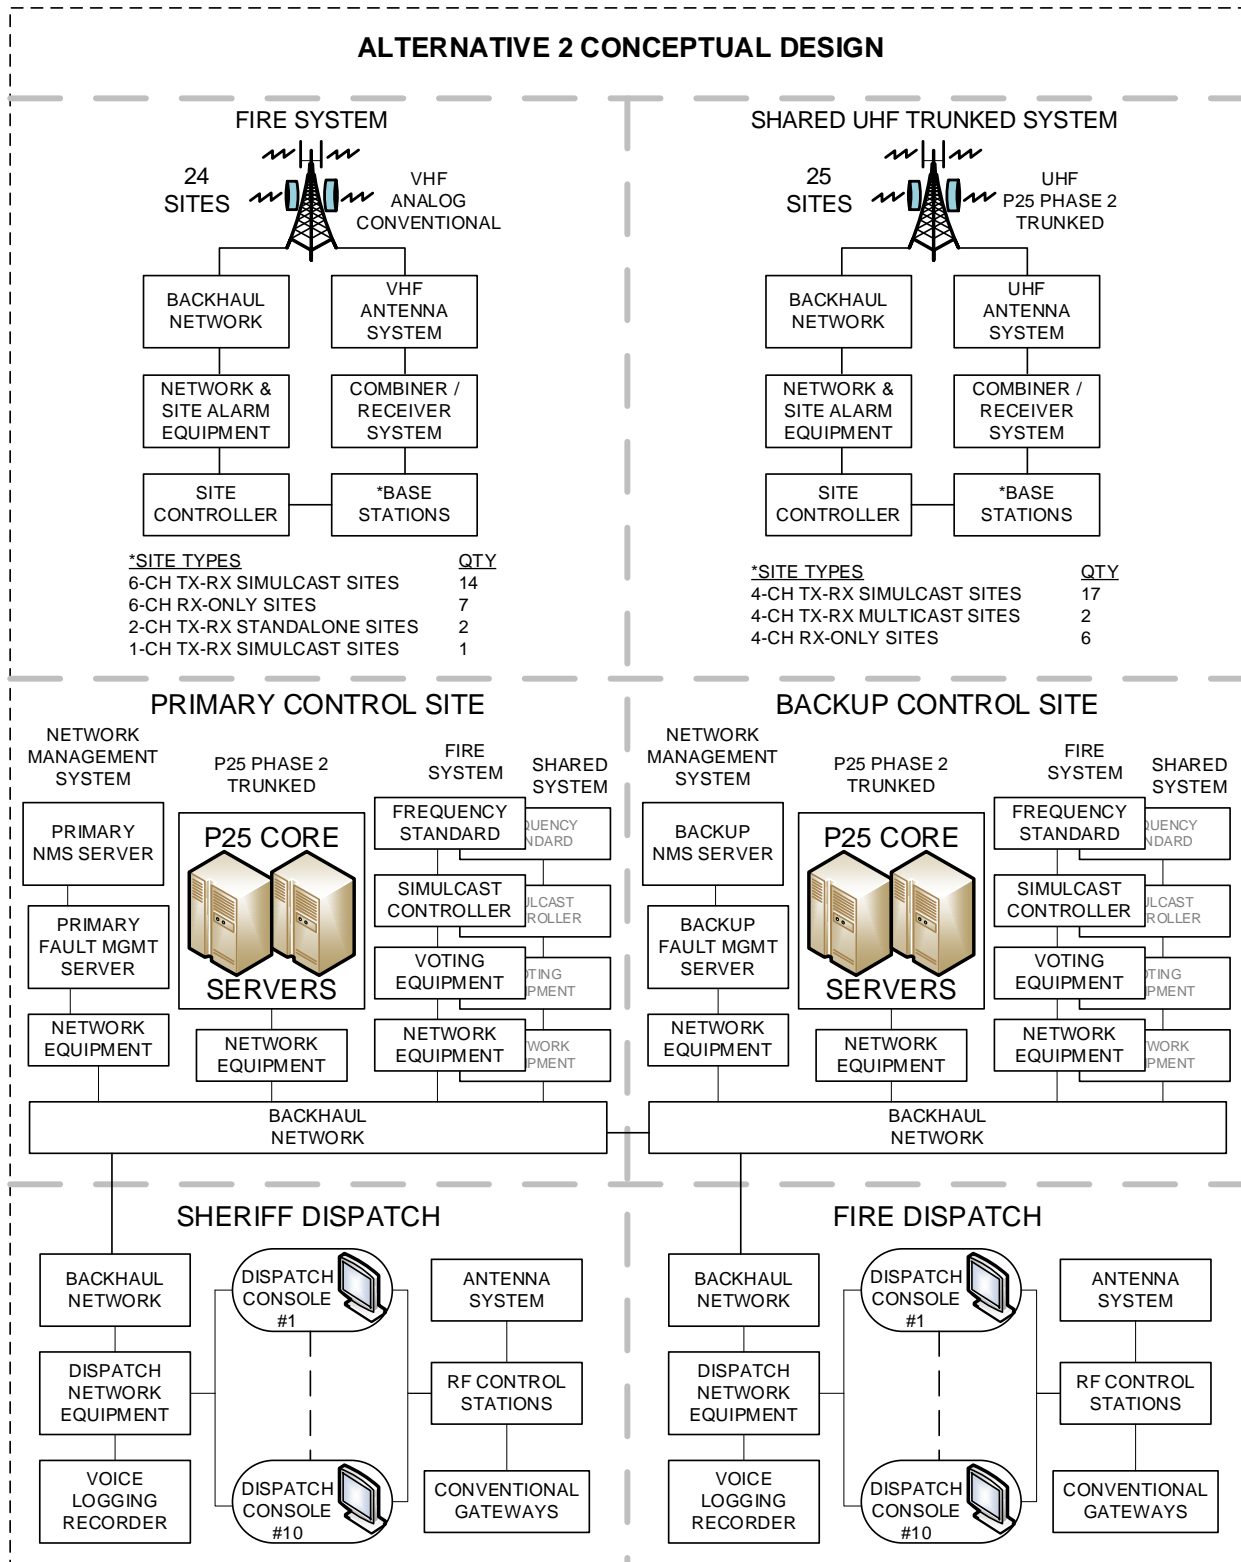 ALTERNATIVE 2 CONCEPTUAL DESIGN
FIRE SYSTEM
24
SITES
VHF
ANALOG
CONVENTIONAL
BACKHAUL
NETWORK
VHF
ANTENNA
SYSTEM
NETWORK &
SITE ALARM
EQUIPMENT
COMBINER /
RECEIVER
SYSTEM
SITE
CONTROLLER
*BASE
STATIONS
*SITE TYPES QTY
6-CH TX-RX SIMULCAST SITES 14
6-CH RX-ONLY SITES 7
2-CH TX-RX STANDALONE SITES 2
1-CH TX-RX SIMULCAST SITES 1
SHARED UHF TRUNKED SYSTEM
25
SITES
UHF
P25 PHASE 2
TRUNKED
BACKHAUL
NETWORK
UHF
ANTENNA
SYSTEM
NETWORK &
SITE ALARM
EQUIPMENT
COMBINER /
RECEIVER
SYSTEM
SITE
CONTROLLER
*BASE
STATIONS
*SITE TYPES QTY
4-CH TX-RX SIMULCAST SITES 17
4-CH TX-RX MULTICAST SITES 2
4-CH RX-ONLY SITES 6
PRIMARY CONTROL SITE
NETWORK
MANAGEMENT
SYSTEM
PRIMARY
NMS SERVER
PRIMARY
FAULT MGMT
SERVER
NETWORK
EQUIPMENT
P25 PHASE 2
TRUNKED
P25 CORE
SERVERS
NETWORK
EQUIPMENT
FIRE
SYSTEM
FREQUENCY
STANDARD
SIMULCAST
CONTROLLER
VOTING
EQUIPMENT
NETWORK
EQUIPMENT
SHARED
SYSTEM
BACKHAUL
NETWORK
BACKUP CONTROL SITE
NETWORK
MANAGEMENT
SYSTEM
BACKUP
NMS SERVER
BACKUP
FAULT MGMT
SERVER
NETWORK
EQUIPMENT
P25 PHASE 2
TRUNKED
P25 CORE
SERVERS
NETWORK
EQUIPMENT
FIRE
SYSTEM
FREQUENCY
STANDARD
SIMULCAST
CONTROLLER
VOTING
EQUIPMENT
NETWORK
EQUIPMENT
SHARED
SYSTEM
BACKHAUL
NETWORK
SHERIFF DISPATCH
BACKHAUL
NETWORK
DISPATCH
NETWORK
EQUIPMENT
VOICE
LOGGING
RECORDER
DISPATCH
CONSOLE
#1
DISPATCH
CONSOLE
#10
ANTENNA
SYSTEM
RF CONTROL
STATIONS
CONVENTIONAL
GATEWAYS
FIRE DISPATCH
BACKHAUL
NETWORK
DISPATCH
NETWORK
EQUIPMENT
VOICE
LOGGING
RECORDER
DISPATCH
CONSOLE
#1
DISPATCH
CONSOLE
#10
ANTENNA
SYSTEM
RF CONTROL
STATIONS
CONVENTIONAL
GATEWAYS